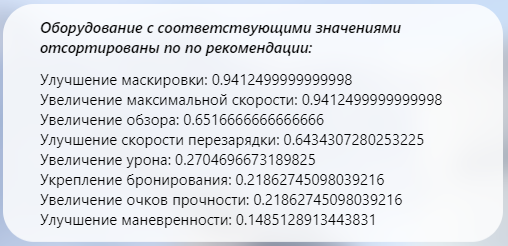 Оборудование с соответствующими значениями
отсортированы по по рекомендации:
Улучшение маскировки: 0.9412499999999998
Увеличение максимальной скорости: 0.9412499999999998
Увеличение обзора: 0.6516666666666666
Улучшение скорости перезарядки: 0.6434307280253225
Увеличение урона: 0.2704696673189825
Укрепление бронирования: 0.21862745098039216
Увеличение очков прочности: 0.21862745098039216
Улучшение маневренности: 0.1485128913443831